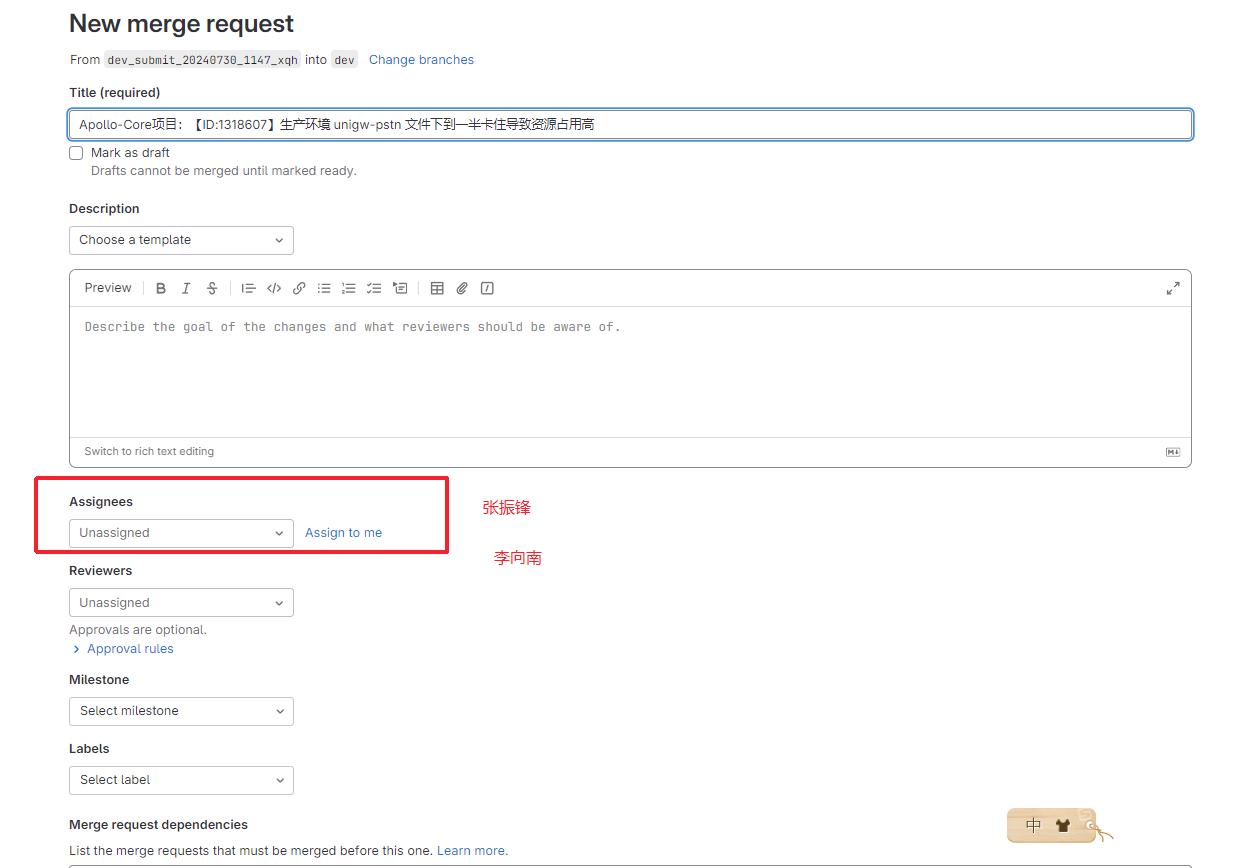 New merge request
From dev_submit_20240730_1147_xqh into dev Change branches
Title (required)
Apollo-Core项目：【ID:1318607】生产环境 unigw-pstn 文件下到一半卡住导致资源占用高
Mark as draft
Drafts cannot be merged until marked ready.
Description
Choose a template
Preview
Describe the goal of the changes and what reviewers should be aware of.
Switch to rich text editing
Assignees
张振锋
Unassigned Assign to me
李向南
Reviewers
Unassigned
Approvals are optional.
Approval rules
Milestone
Select milestone
Labels
Select label
Merge request dependencies
中
List the merge requests that must be merged before this one. Learn more.